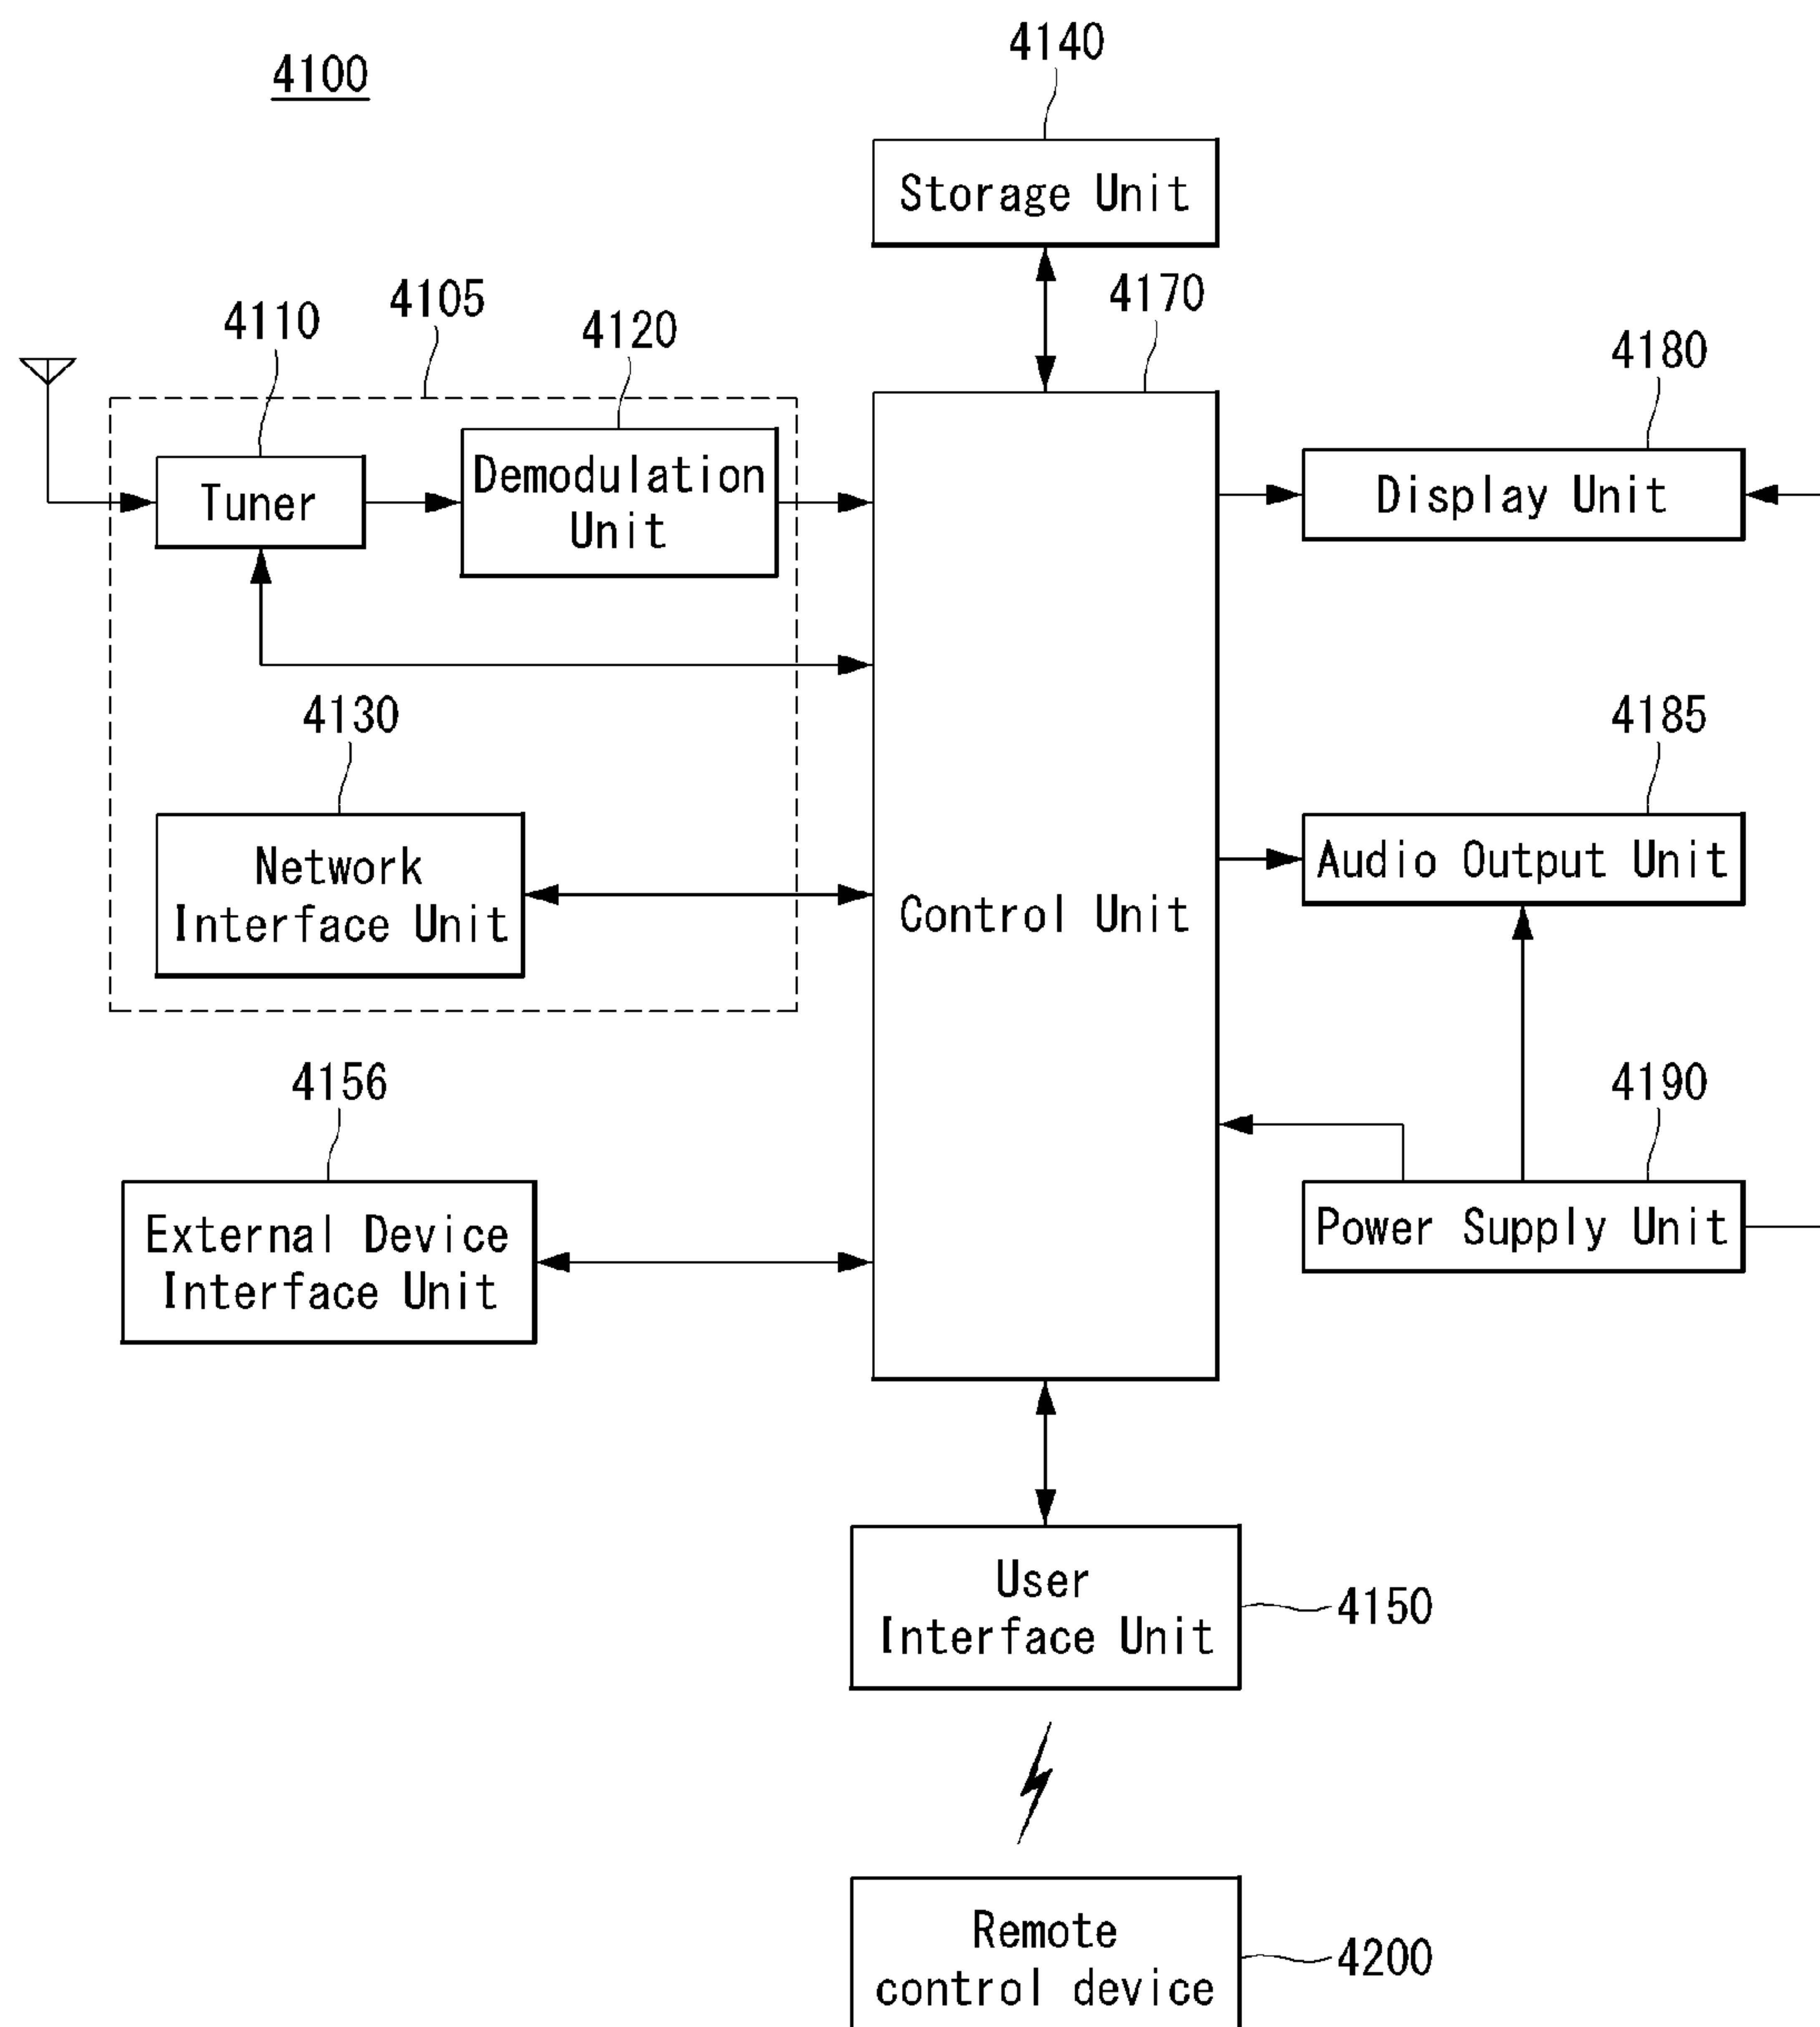 4100
4140
Storage Unit
4170
4105
4110
4120
4180
Tuner
Demodulation
Unit
Display Unit
4130
4185
Network
Interface Unit
Control Unit
Audio Output Unit
4156
4190
External Device
Interface Unit
Power Supply Unit
User
Interface Unit
4150
Remote
control device
4200